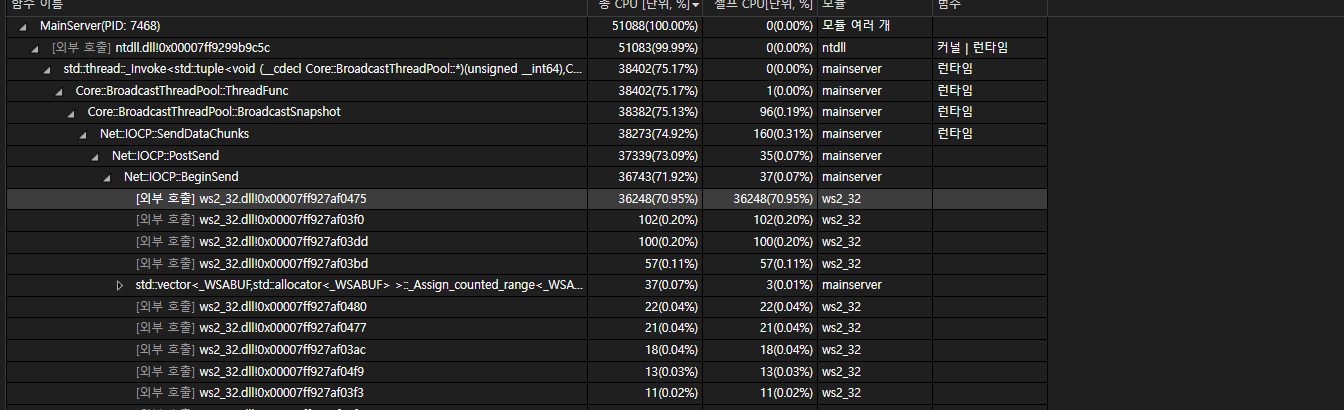 함수 이름 총 CPU [단위, %] 셀프 CPU[단위, %] 모듈 범주
MainServer(PID: 7468) 51088(100.00%) 0(0.00%) 모듈 여러 개
[외부 호출] ntdll.dll!0x00007ff9299b9c5c 51083(99.99%) 0(0.00%) ntdll 커널 | 런타임
std::thread::_Invoke<std::tuple<void (__cdecl Core::BroadcastThreadPool::*)(unsigned __int64),C... 38402(75.17%) 0(0.00%) mainserver 런타임
Core::BroadcastThreadPool::ThreadFunc 38402(75.17%) 1(0.00%) mainserver 런타임
Core::BroadcastThreadPool::BroadcastSnapshot 38382(75.13%) 96(0.19%) mainserver 런타임
Net::IOCP::SendDataChunks 38273(74.92%) 160(0.31%) mainserver 런타임
Net::IOCP::PostSend 37339(73.09%) 35(0.07%) mainserver
Net::IOCP::BeginSend 36743(71.92%) 37(0.07%) mainserver
[외부 호출] ws2_32.dll!0x00007ff927af0475 36248(70.95%) 36248(70.95%) ws2_32
[외부 호출] ws2_32.dll!0x00007ff927af03f0 102(0.20%) 102(0.20%) ws2_32
[외부 호출] ws2_32.dll!0x00007ff927af03dd 100(0.20%) 100(0.20%) ws2_32
[외부 호출] ws2_32.dll!0x00007ff927af03bd 57(0.11%) 57(0.11%) ws2_32
std::vector<_WSABUF,std::allocator<_WSABUF> >::_Assign_counted_range<_WSA... 37(0.07%) 3(0.01%) mainserver
[외부 호출] ws2_32.dll!0x00007ff927af0480 22(0.04%) 22(0.04%) ws2_32
[외부 호출] ws2_32.dll!0x00007ff927af0477 21(0.04%) 21(0.04%) ws2_32
[외부 호출] ws2_32.dll!0x00007ff927af03ac 18(0.04%) 18(0.04%) ws2_32
[외부 호출] ws2_32.dll!0x00007ff927af04f9 13(0.03%) 13(0.03%) ws2_32
[외부 호출] ws2_32.dll!0x00007ff927af03f3 11(0.02%) 11(0.02%) ws2_32